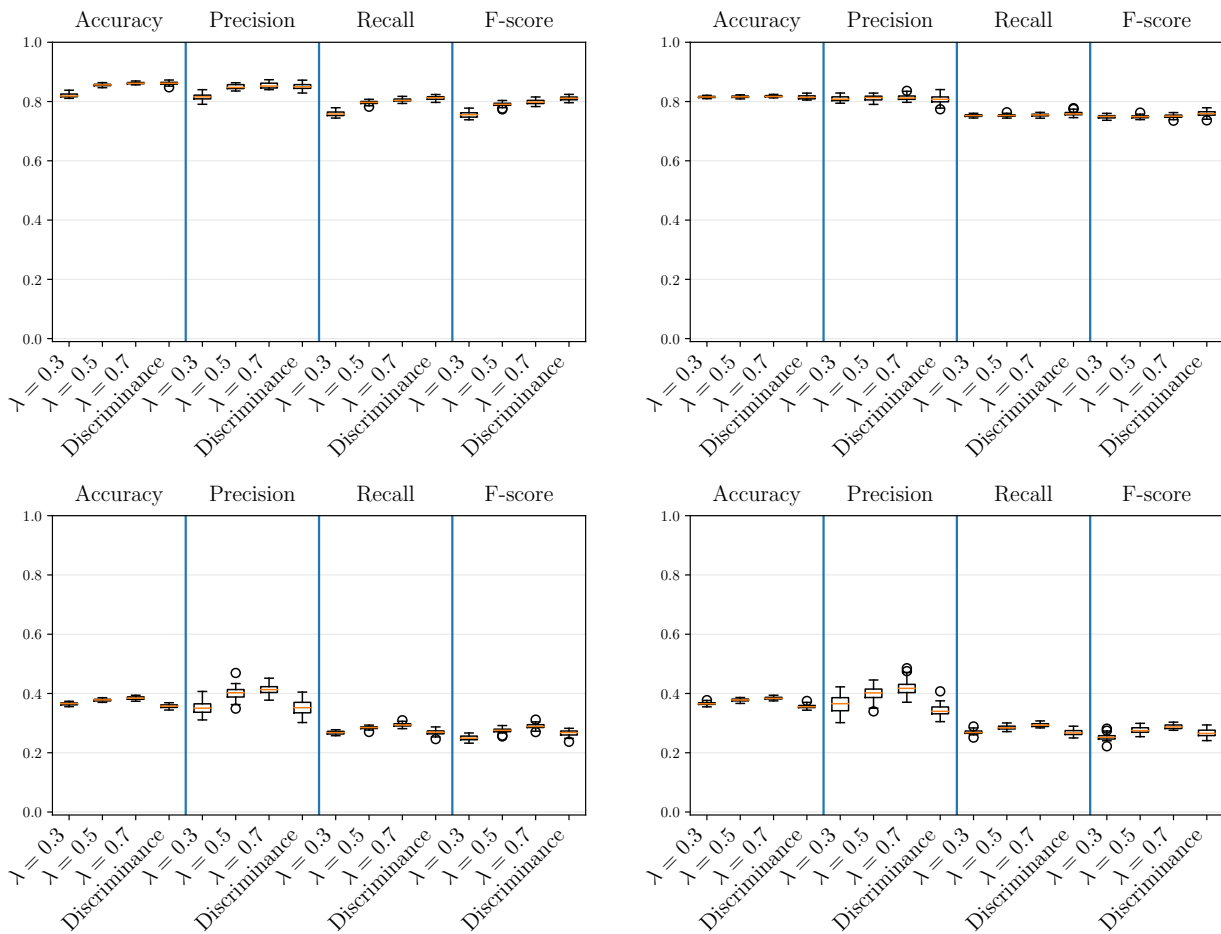 Accuracy Precision Recall F-score
1.0
0.8
0.6
0.4
0.2
0.0
λ = 0.3
λ = 0.5
λ = 0.7
Discriminance
λ = 0.3
λ = 0.5
λ = 0.7
Discriminance
λ = 0.3
λ = 0.5
λ = 0.7
Discriminance
λ = 0.3
λ = 0.5
λ = 0.7
Discriminance
Accuracy Precision Recall F-score
1.0
0.8
0.6
0.4
0.2
0.0
λ = 0.3
λ = 0.5
λ = 0.7
Discriminance
λ = 0.3
λ = 0.5
λ = 0.7
Discriminance
λ = 0.3
λ = 0.5
λ = 0.7
Discriminance
λ = 0.3
λ = 0.5
λ = 0.7
Discriminance
Accuracy Precision Recall F-score
1.0
0.8
0.6
0.4
0.2
0.0
λ = 0.3
λ = 0.5
λ = 0.7
Discriminance
λ = 0.3
λ = 0.5
λ = 0.7
Discriminance
λ = 0.3
λ = 0.5
λ = 0.7
Discriminance
λ = 0.3
λ = 0.5
λ = 0.7
Discriminance
Accuracy Precision Recall F-score
1.0
0.8
0.6
0.4
0.2
0.0
λ = 0.3
λ = 0.5
λ = 0.7
Discriminance
λ = 0.3
λ = 0.5
λ = 0.7
Discriminance
λ = 0.3
λ = 0.5
λ = 0.7
Discriminance
λ = 0.3
λ = 0.5
λ = 0.7
Discriminance